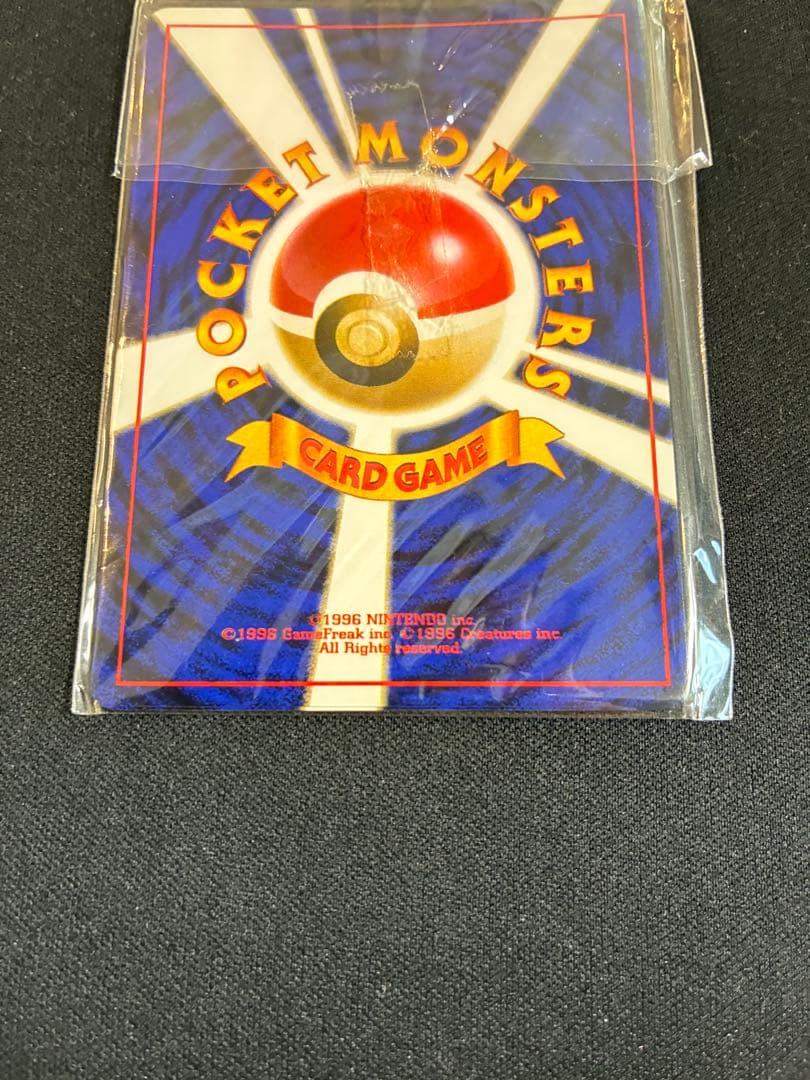 POCKET MONSTERS
CARD GAME
©1996 NINTENDO inc.
©1996 GameFreak inc. ©1996 Creatures inc.
All Rights reserved.